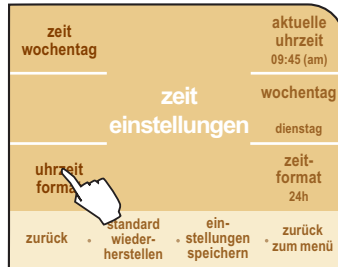 zeit
wochentag
aktuelle
uhrzeit
09:45 (am)
zeit
einstellungen
wochentag
dienstag
uhrzeit
format
zeit-
format
24h
zurück
standard
wieder-
herstellen
ein-
stellungen
speichern
zurück
zum menü